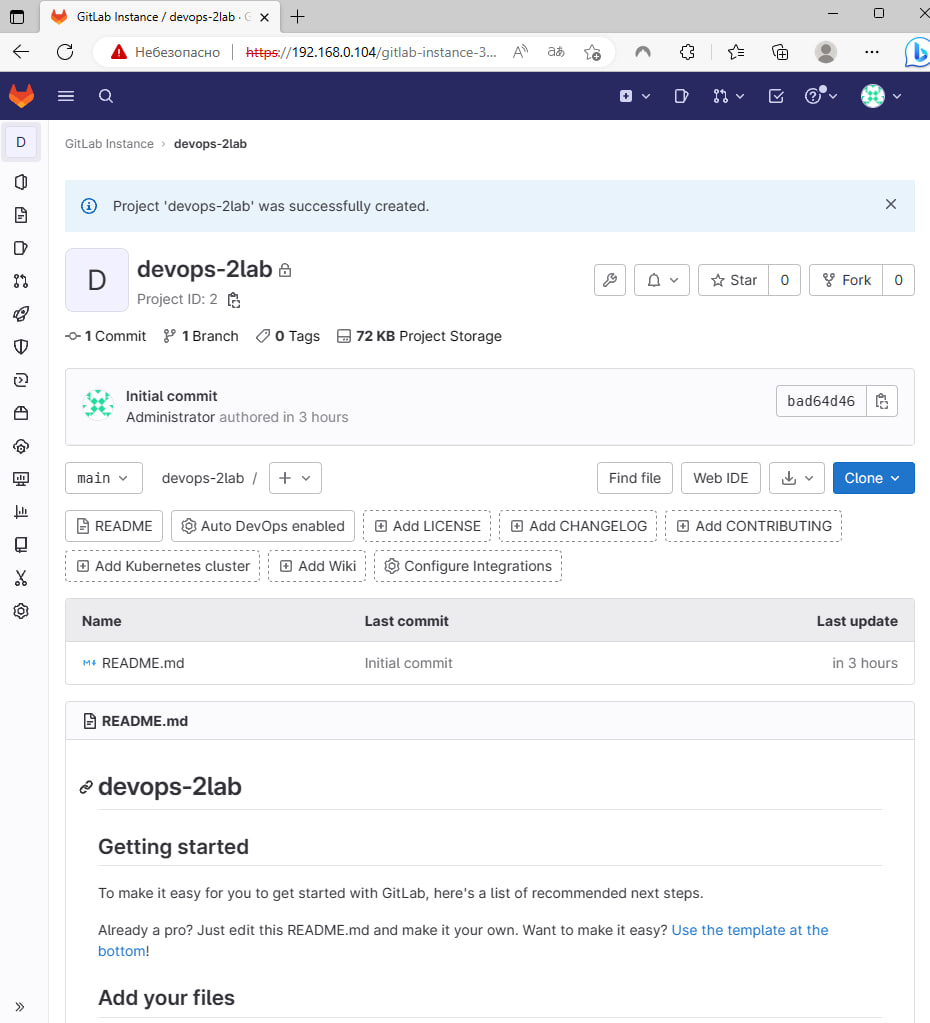 GitLab Instance / devops-2lab · G
Небезопасно
https://192.168.0.104/gitlab-instance-3...
GitLab Instance › devops-2lab
D
Project 'devops-2lab' was successfully created.
D
devops-2lab
Project ID: 2
Star 0
Fork 0
1 Commit
1 Branch
0 Tags
72 KB Project Storage
Initial commit
Administrator authored in 3 hours
bad64d46
main
devops-2lab /
Find file
Web IDE
Clone
README
Auto DevOps enabled
Add LICENSE
Add CHANGELOG
Add CONTRIBUTING
Add Kubernetes cluster
Add Wiki
Configure Integrations
Name Last commit Last update
README.md Initial commit in 3 hours
README.md
devops-2lab
Getting started
To make it easy for you to get started with GitLab, here's a list of recommended next steps.
Already a pro? Just edit this README.md and make it your own. Want to make it easy? Use the template at the
bottom!
Add your files